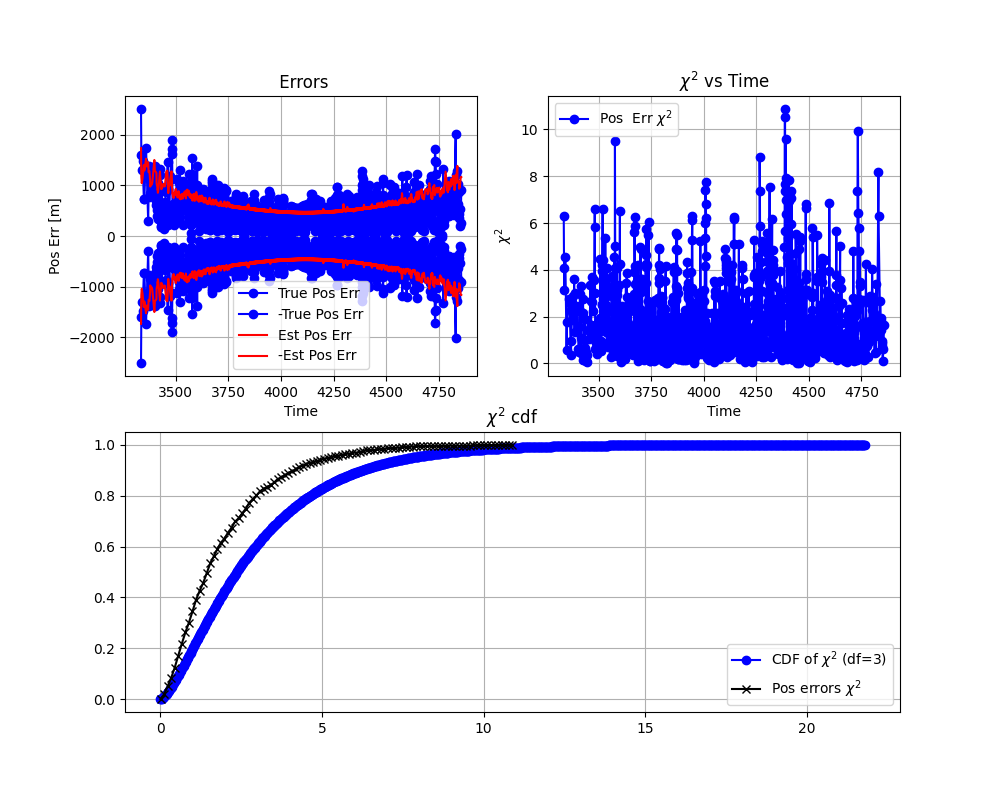 Errors
2000
1000
0
−1000
−2000
Pos Err [m]
True Pos Err
-True Pos Err
Est Pos Err
-Est Pos Err
3500 3750 4000 4250 4500 4750
Time
χ² vs Time
Pos  Err χ²
10
8
6
4
2
0
χ²
3500 3750 4000 4250 4500 4750
Time
χ² cdf
1.0
0.8
0.6
0.4
0.2
0.0
CDF of χ² (df=3)
Pos errors χ²
0 5 10 15 20